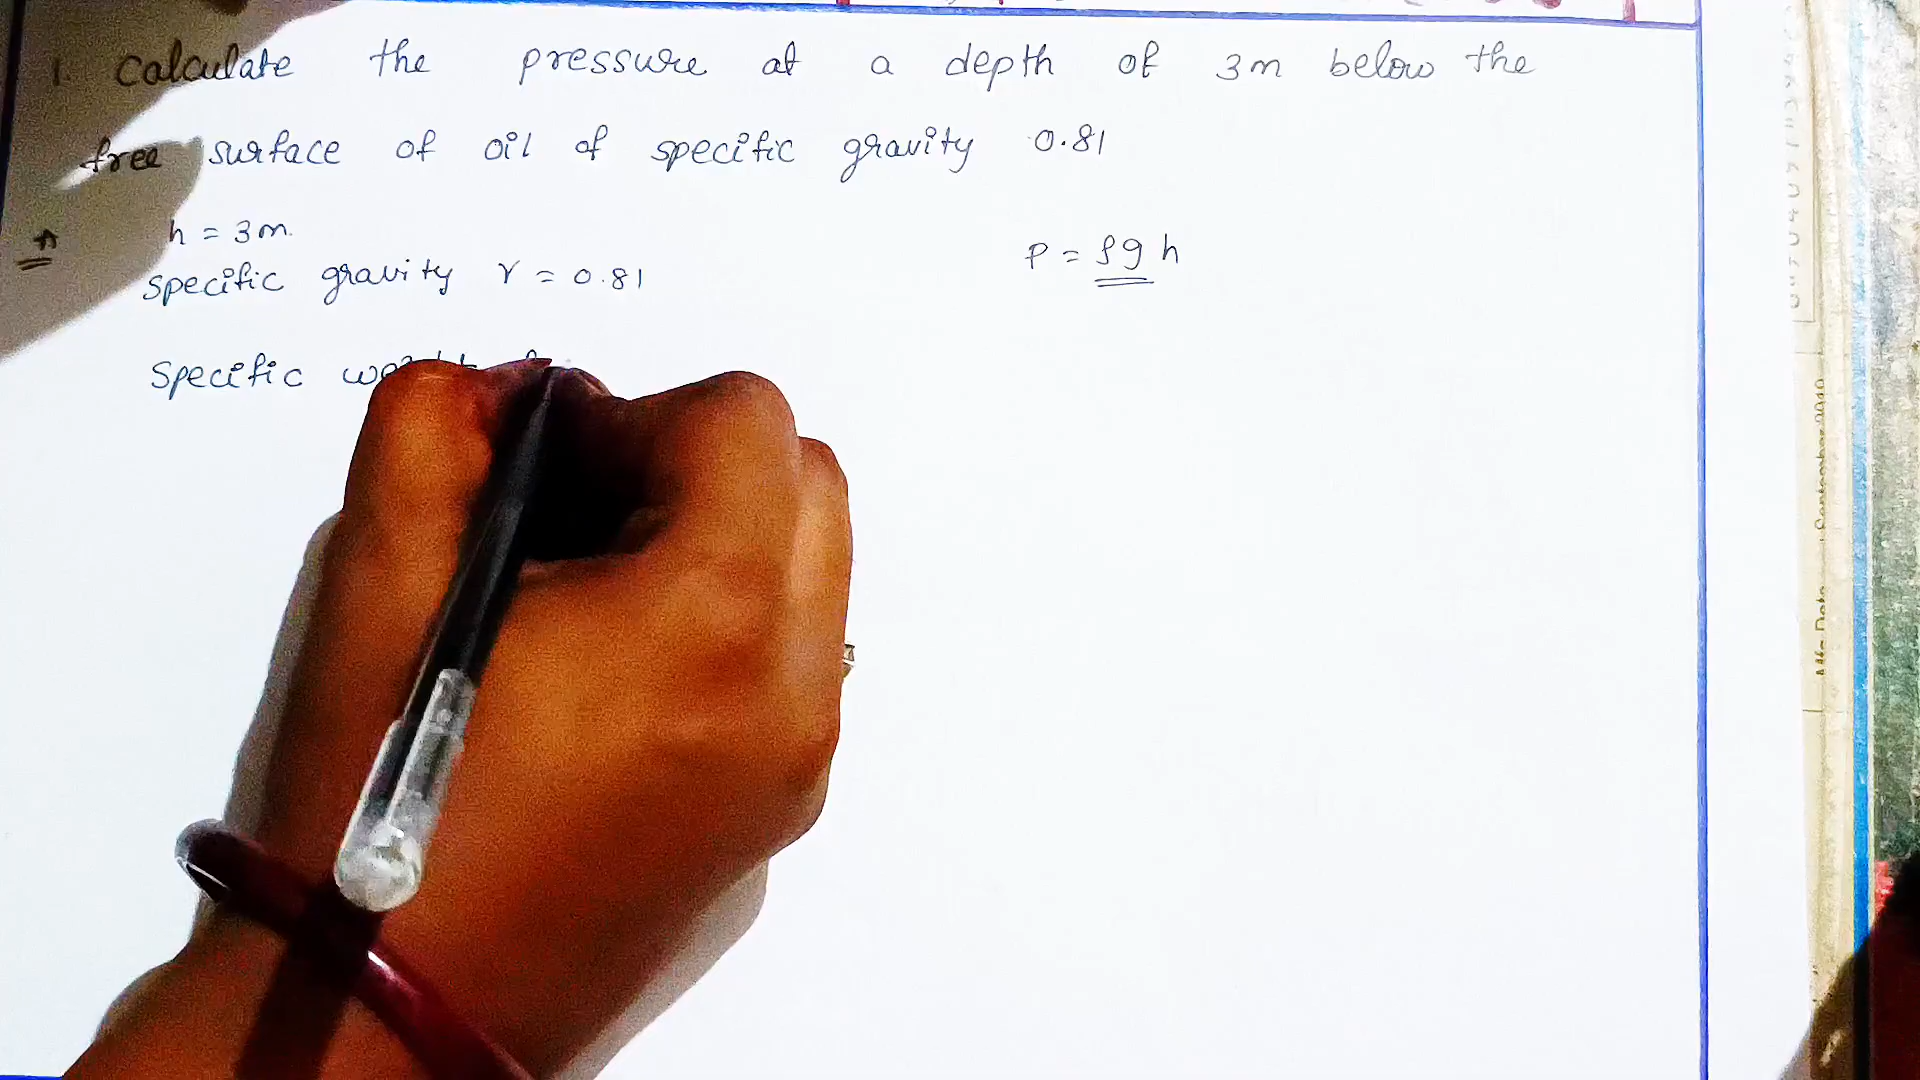 1. Calculate the pressure at a depth of 3m below the
free surface of oil of specific gravity 0.81
A
h = 3m.
P = ρg h
specific gravity r = 0.81
Specific